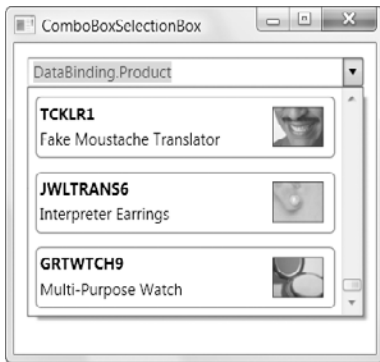 ComboBoxSelectionBox
DataBinding.Product
TCKLR1
Fake Moustache Translator
JWLTRANS6
Interpreter Earrings
GRTWTCH9
Multi-Purpose Watch